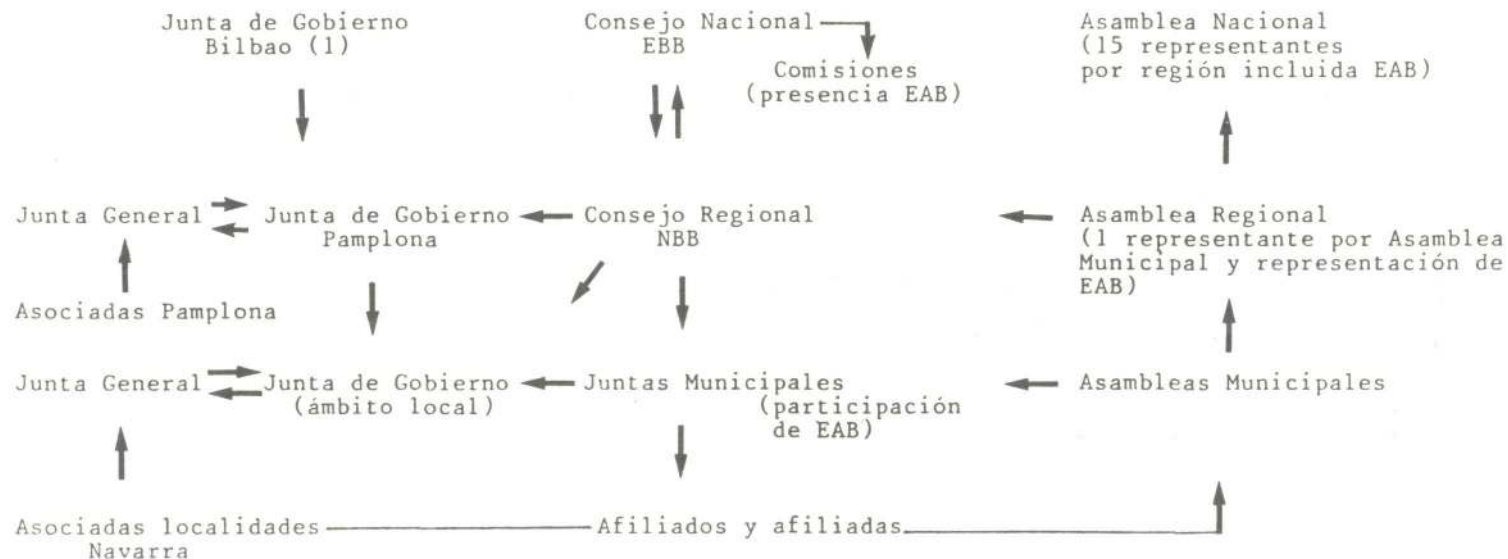 Junta de Gobierno
Bilbao (1)
Consejo Nacional
EBB
Comisiones
(presencia EAB)
Asamblea Nacional
(15 representantes
por región incluida EAB)
Junta General
Junta de Gobierno
Pamplona
Consejo Regional
NBB
Asamblea Regional
(1 representante por Asamblea
Municipal y representación de
EAB)
Asociadas Pamplona
Junta General
Junta de Gobierno
(ámbito local)
Juntas Municipales
(participación
de EAB)
Asambleas Municipales
Asociadas localidades
Navarra
Afiliados y afiliadas